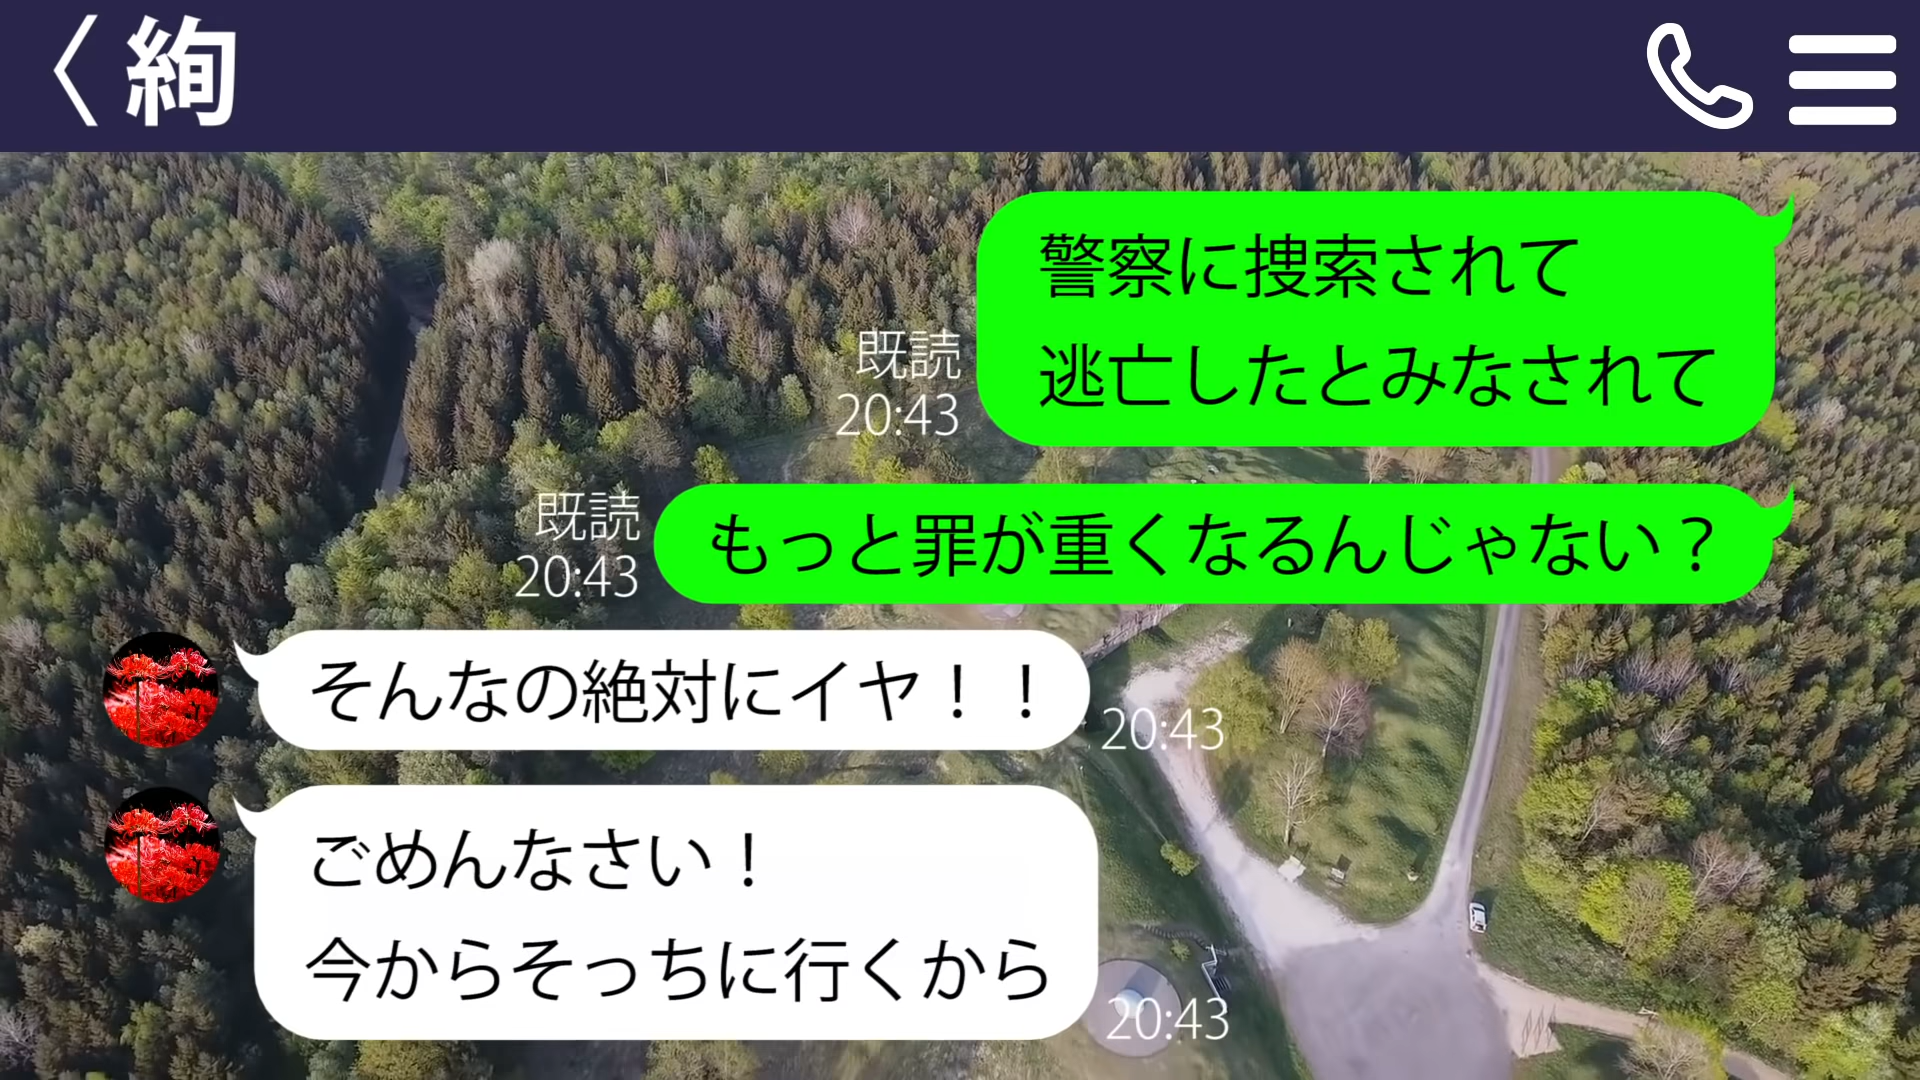 絢
警察に捜索されて
逃亡したとみなされて
既読
20:43
もっと罪が重くなるんじゃない？
既読
20:43
そんなの絶対にイヤ！！
20:43
ごめんなさい！
今からそっちに行くから
20:43